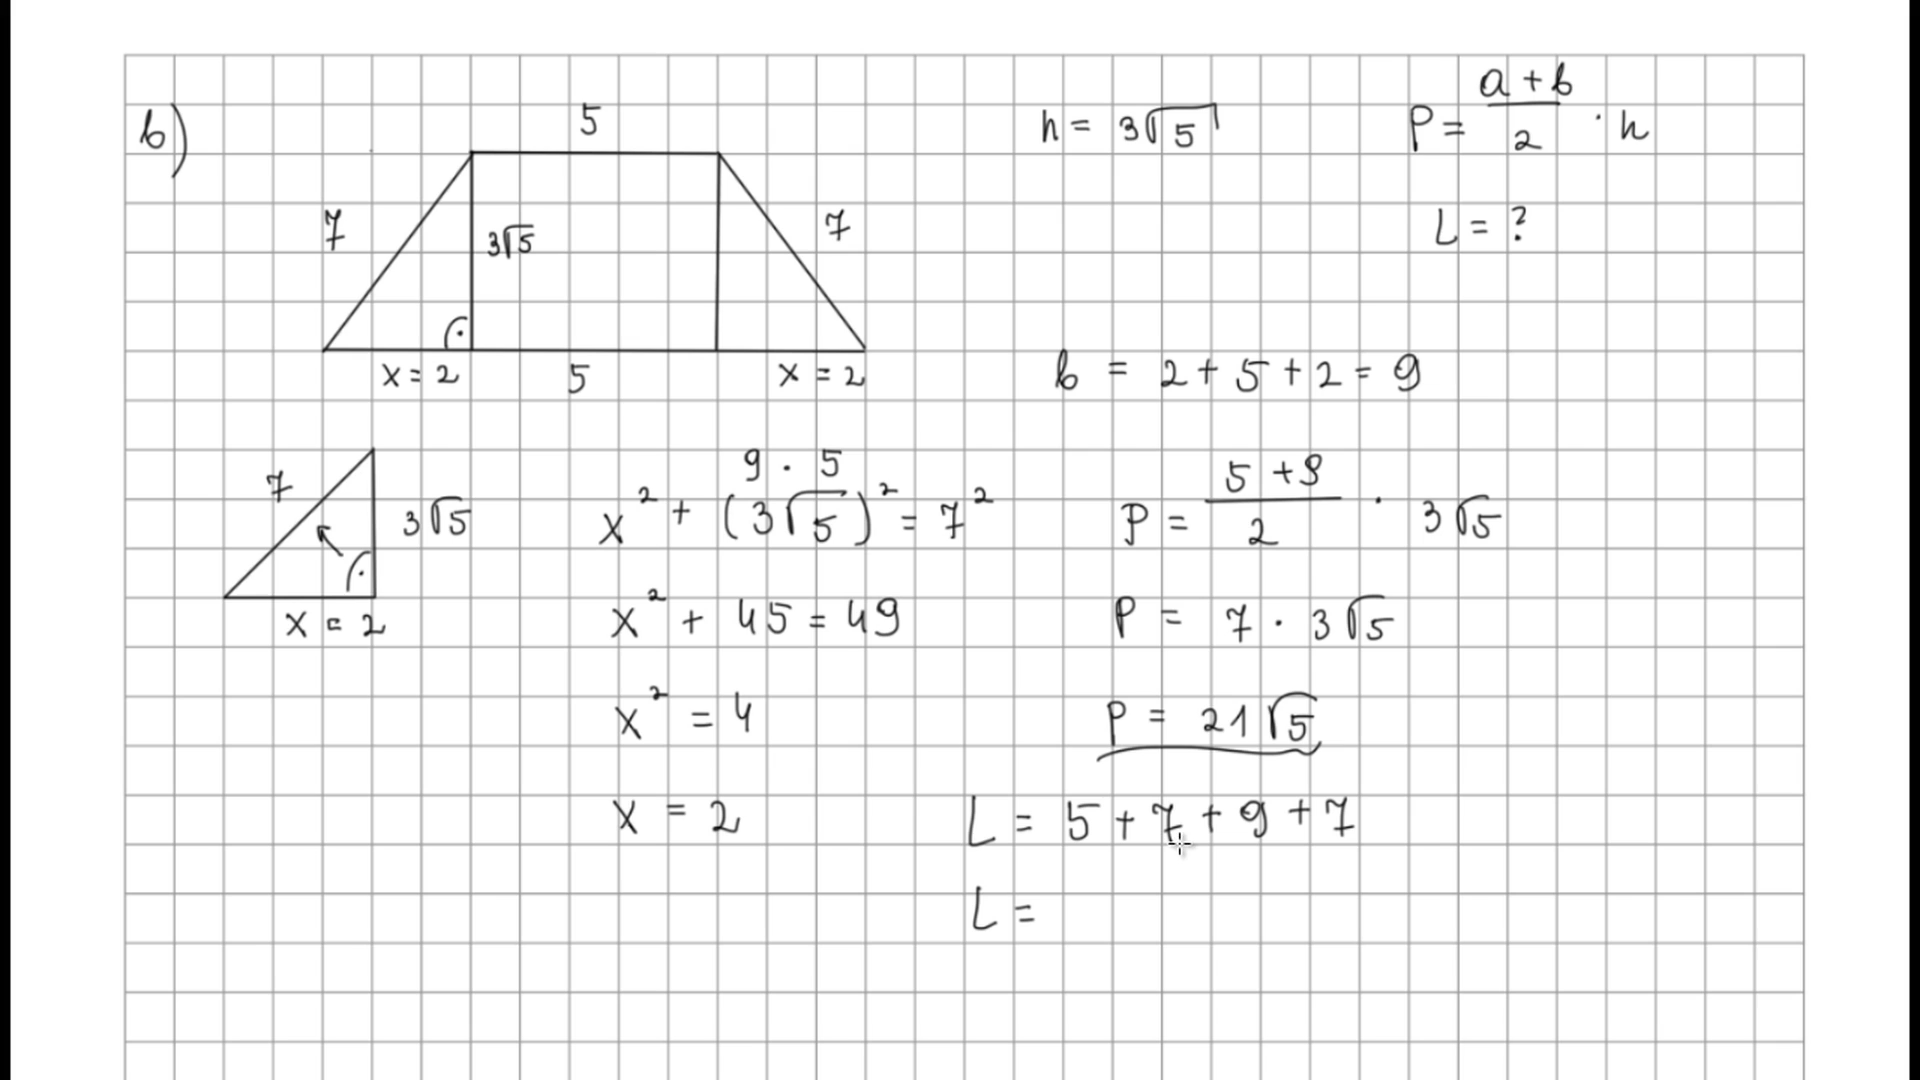 b)
5
h = 3√5
P = (a + b)/2 · h
7
3√5
7
L = ?
x = 2
5
x = 2
b = 2 + 5 + 2 = 9
7
3√5
x = 2
9 · 5
x² + (3√5)² = 7²
x² + 45 = 49
x² = 4
x = 2
P = (5 + 9)/2 · 3√5
P = 7 · 3√5
P = 21√5
L = 5 + 7 + 9 + 7
L =